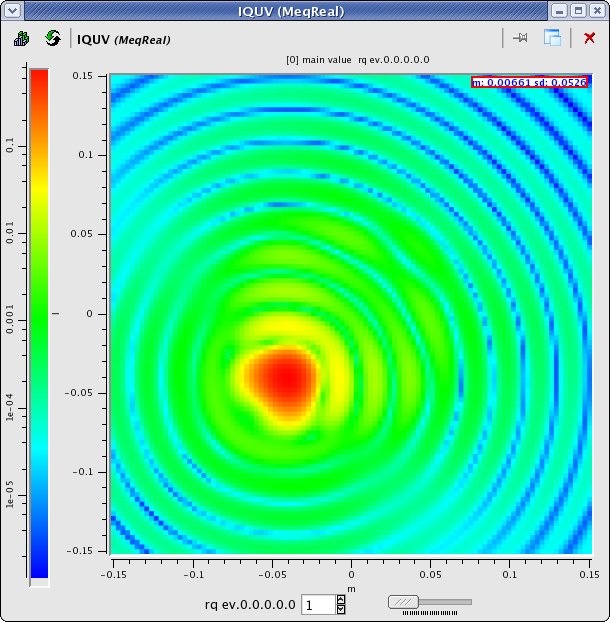 IQUV (MeqReal)
IQUV (MeqReal)
[0] main value rq ev.0.0.0.0.0
m: 0.00661 sd: 0.0526
0.15
0.1
0.05
0
-0.05
-0.1
-0.15
0.1
0.01
0.001
1e-04
1e-05
-0.15
-0.1
-0.05
0
0.05
0.1
0.15
m
rq ev.0.0.0.0.0 1